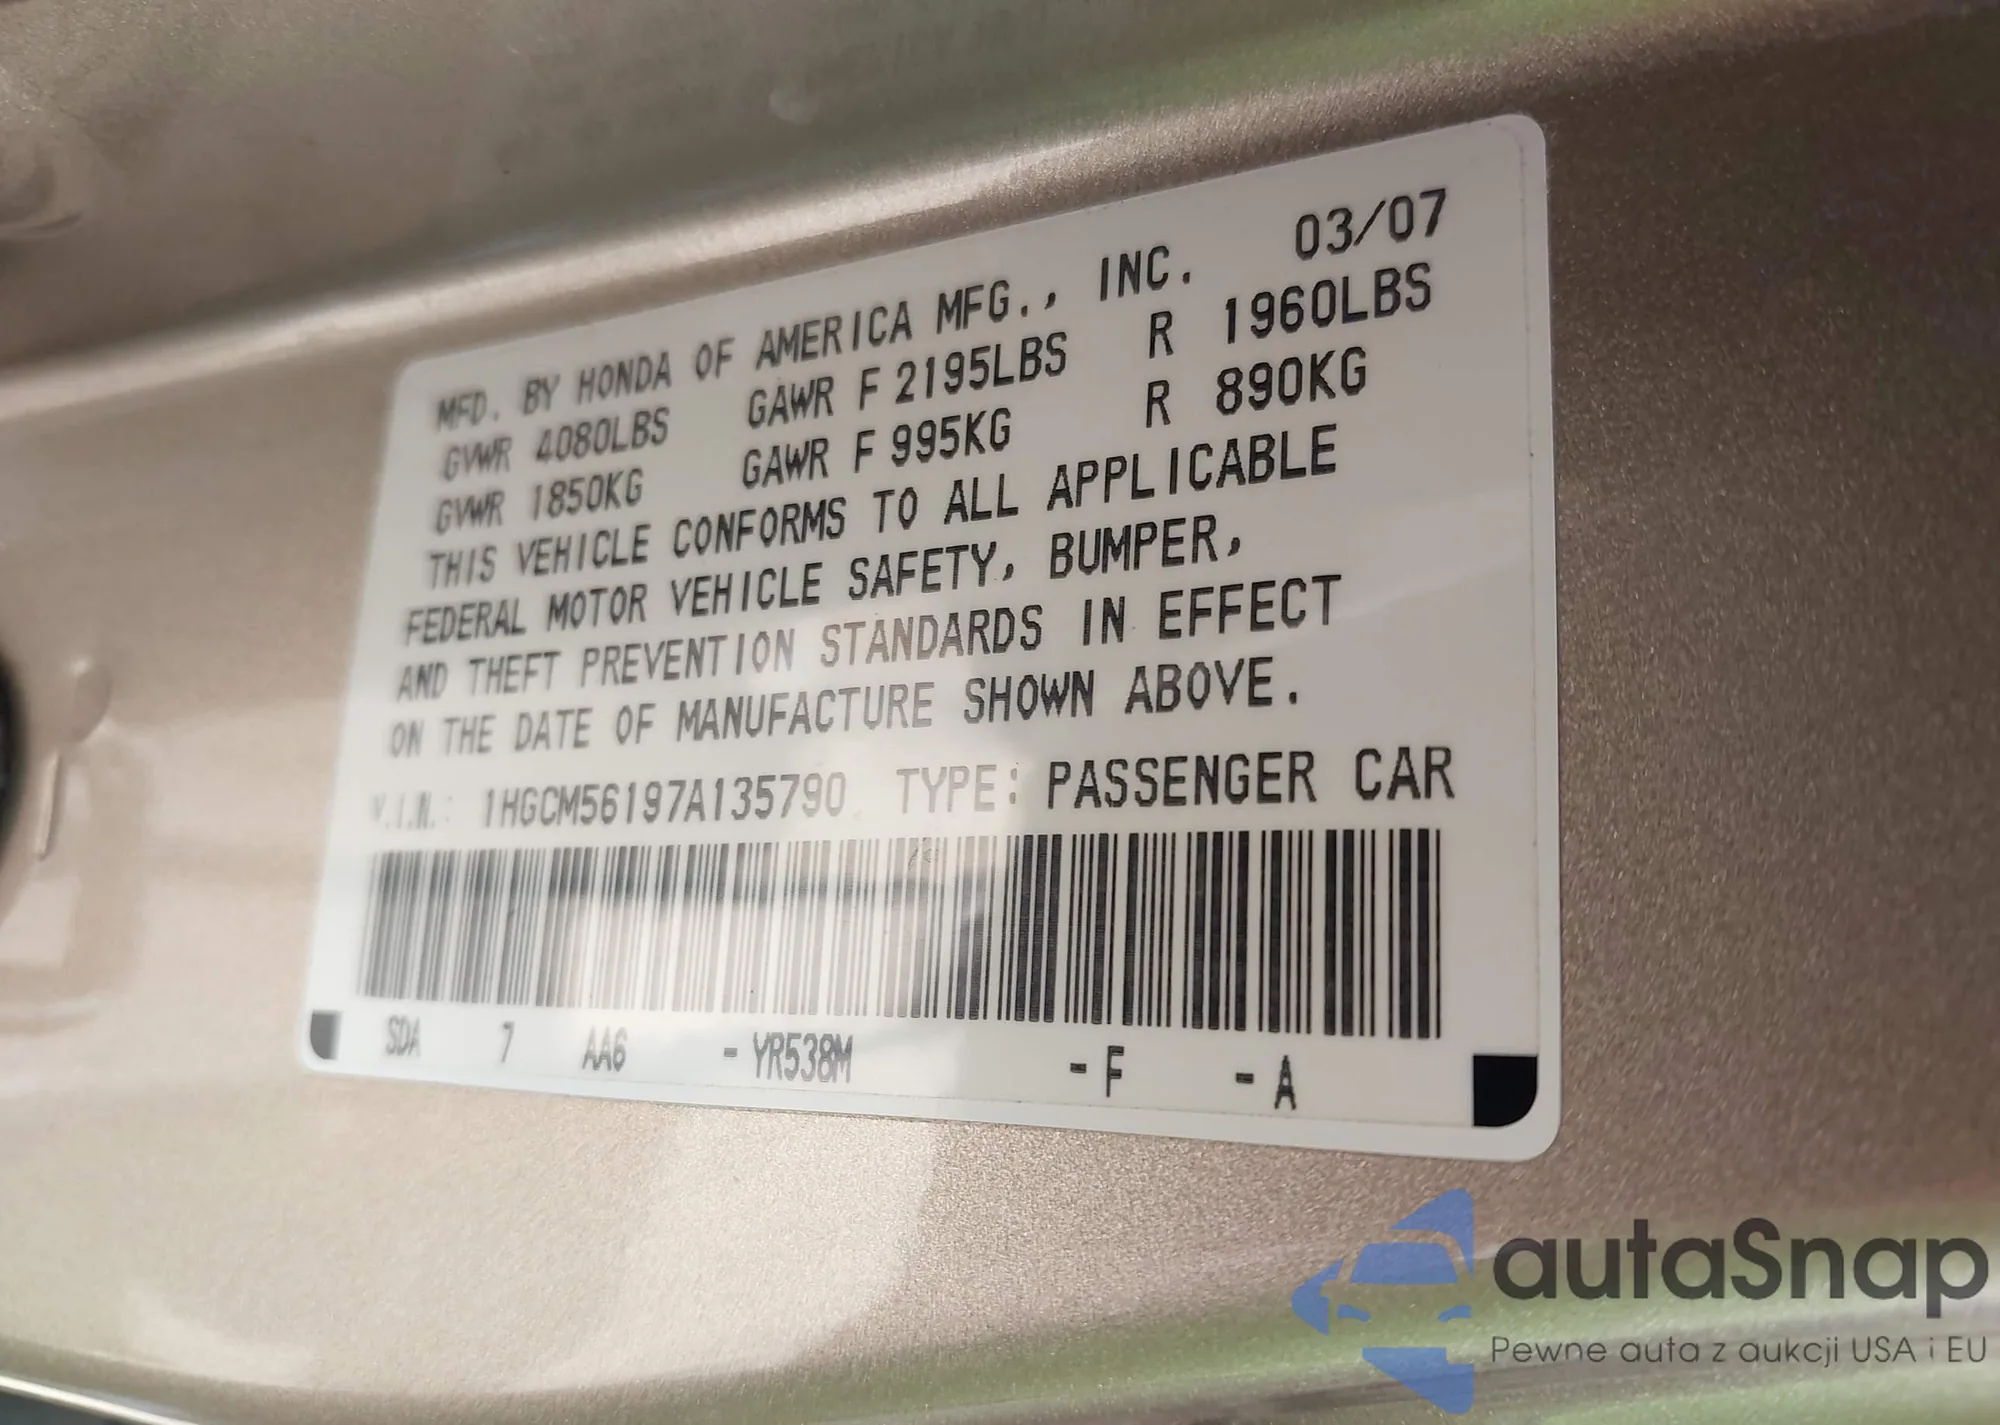 MFD. BY HONDA OF AMERICA MFG., INC. 03/07
GVWR 4080LBS GAWR F 2195LBS R 1960LBS
GVWR 1850KG GAWR F 995KG R 890KG
THIS VEHICLE CONFORMS TO ALL APPLICABLE
FEDERAL MOTOR VEHICLE SAFETY, BUMPER,
AND THEFT PREVENTION STANDARDS IN EFFECT
ON THE DATE OF MANUFACTURE SHOWN ABOVE.
V.I.N.: 1HGCM56197A135790 TYPE: PASSENGER CAR
SDA 7 AA6 -YR538M -F -A
autaSnap
Pewne auta z aukcji USA i EU